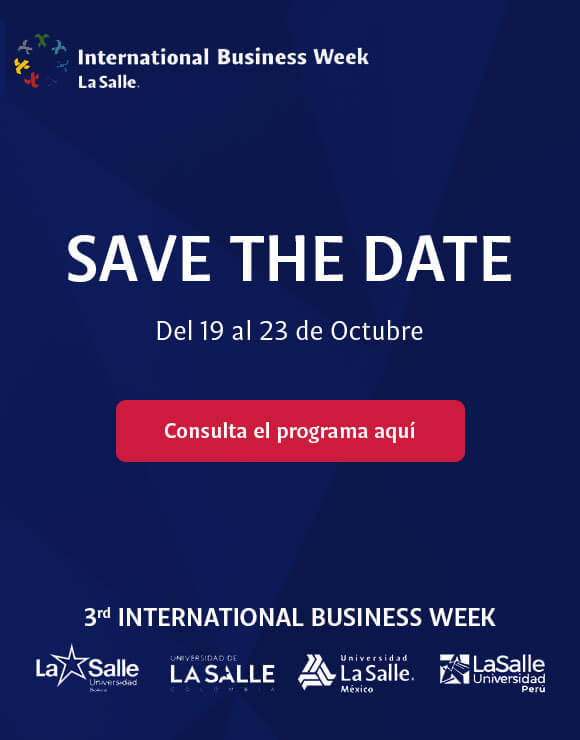 International Business Week
La Salle.
SAVE THE DATE
Del 19 al 23 de Octubre
Consulta el programa aquí
3rd INTERNATIONAL BUSINESS WEEK
La Salle
Universidad
Bolivia
UNIVERSIDAD DE
LA SALLE
COLOMBIA
Universidad
La Salle.
México
LaSalle
Universidad
Perú